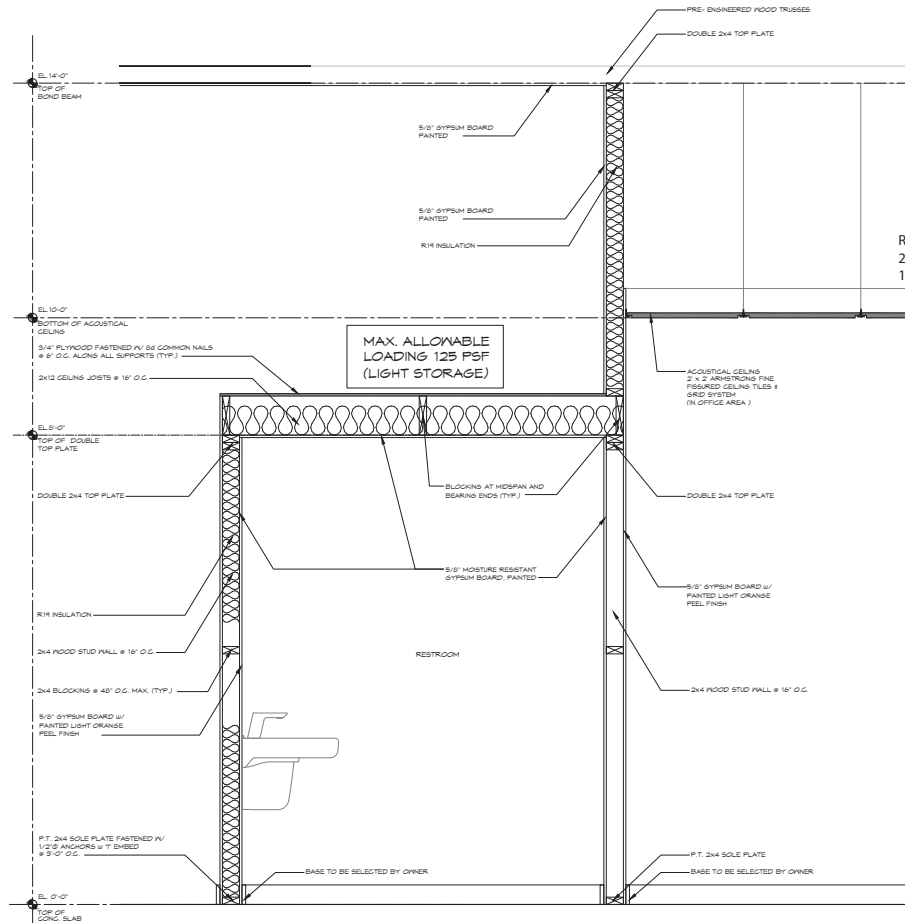 PRE- ENGINEERED WOOD TRUSSES
DOUBLE 2x4 TOP PLATE
EL. 14'-0"
TOP OF
BOND BEAM
5/8" GYPSUM BOARD
PAINTED
5/8" GYPSUM BOARD
PAINTED
R19 INSULATION
R
2
1
EL. 10'-0"
BOTTOM OF ACOUSTICAL
CEILING
3/4" PLYWOOD FASTENED W/ 8d COMMON NAILS
@ 6" O.C. ALONG ALL SUPPORTS (TYP.)
2x12 CEILING JOISTS @ 16" O.C.
MAX. ALLOWABLE
LOADING 125 PSF
(LIGHT STORAGE)
ACOUSTICAL CEILING
2' x 2' ARMSTRONG FINE
FISSURED CEILING TILES &
GRID SYSTEM
(IN OFFICE AREA )
EL. 8'-0"
TOP OF DOUBLE
TOP PLATE
DOUBLE 2x4 TOP PLATE
BLOCKING AT MIDSPAN AND
BEARING ENDS (TYP.)
DOUBLE 2x4 TOP PLATE
5/8" MOISTURE RESISTANT
GYPSUM BOARD, PAINTED
5/8" GYPSUM BOARD W/
PAINTED LIGHT ORANGE
PEEL FINISH
R19 INSULATION
2x4 WOOD STUD WALL @ 16" O.C.
RESTROOM
2x4 BLOCKING @ 48" O.C. MAX. (TYP.)
2x4 WOOD STUD WALL @ 16" O.C.
5/8" GYPSUM BOARD W/
PAINTED LIGHT ORANGE
PEEL FINISH
P.T. 2x4 SOLE PLATE FASTENED W/
1/2"Ø ANCHORS W 7" EMBED
@ 3'-0" O.C.
BASE TO BE SELECTED BY OWNER
P.T. 2x4 SOLE PLATE
BASE TO BE SELECTED BY OWNER
EL. 0'-0"
TOP OF
CONC. SLAB